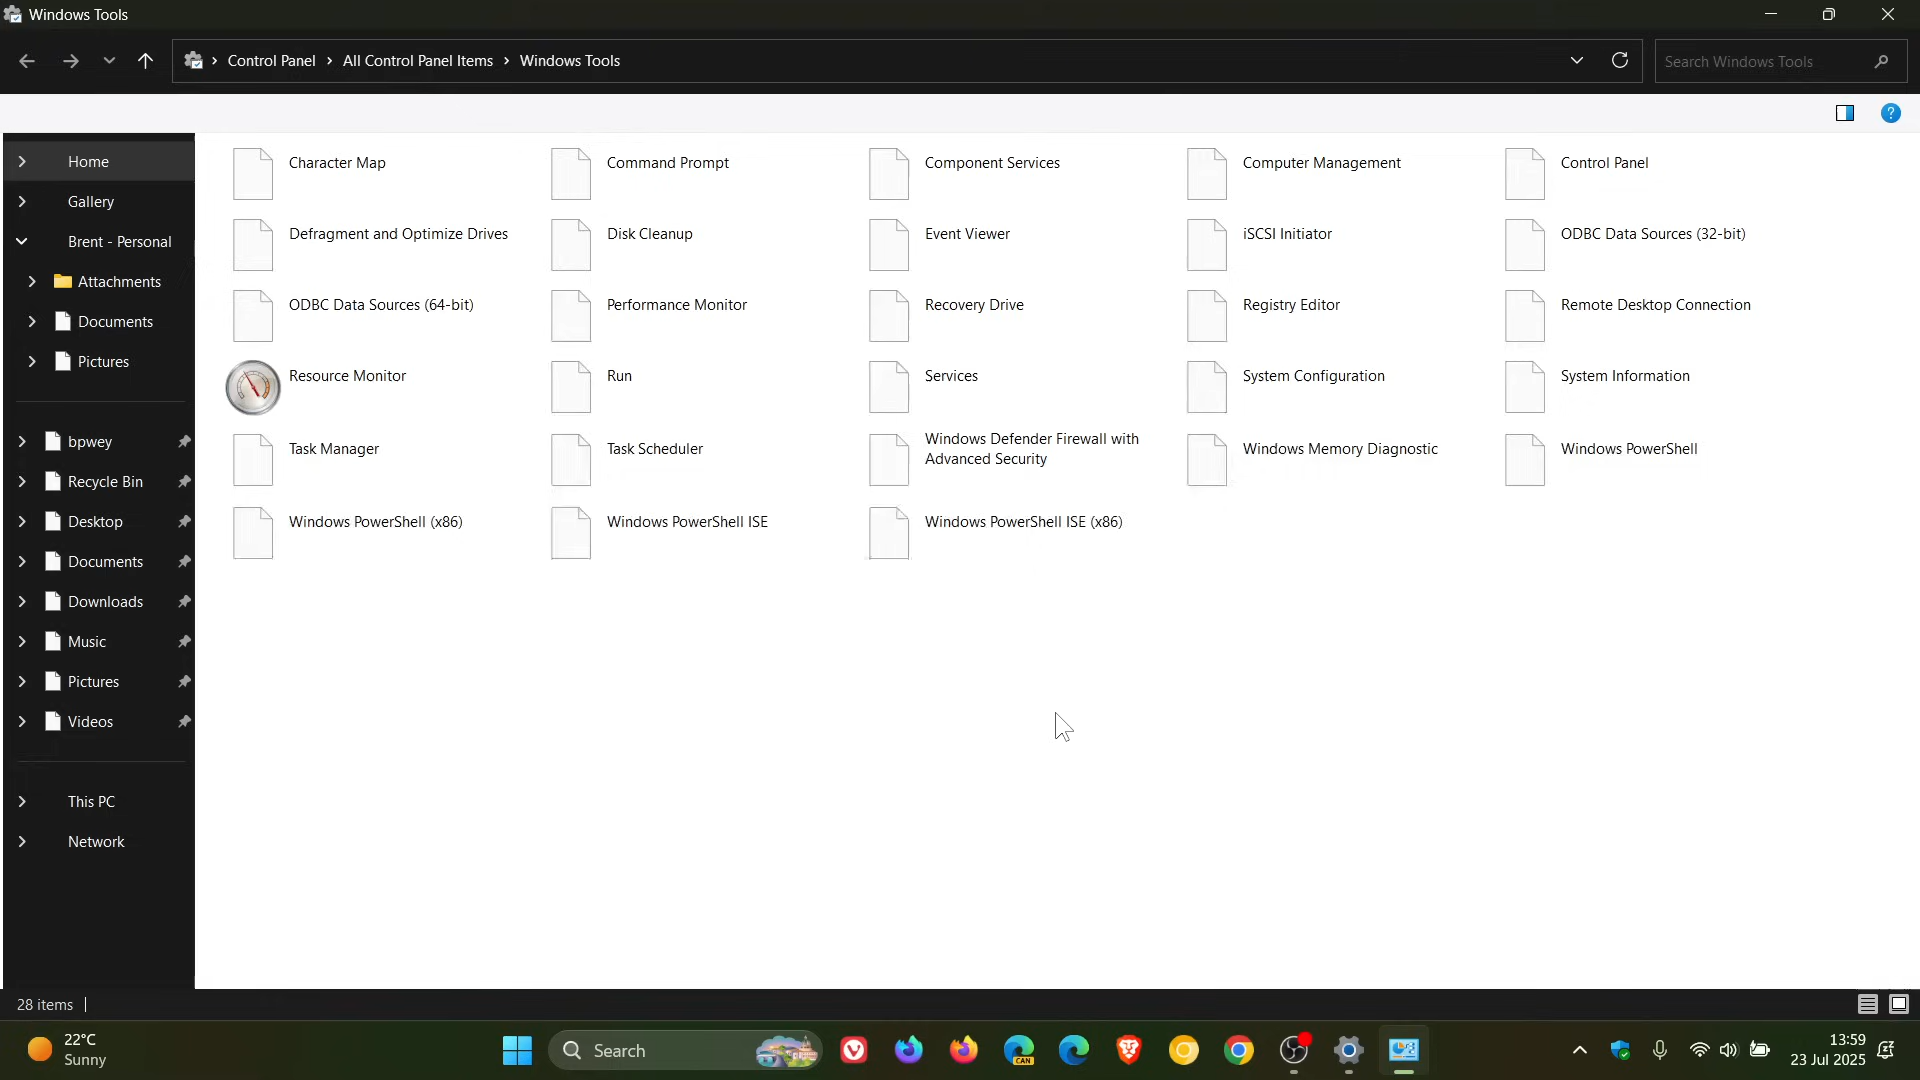 Windows Tools
Control Panel
All Control Panel Items
Windows Tools
Search Windows Tools
Home
Gallery
Brent - Personal
Attachments
Documents
Pictures
bpwey
Recycle Bin
Desktop
Documents
Downloads
Music
Pictures
Videos
This PC
Network
Character Map
Command Prompt
Component Services
Computer Management
Control Panel
Defragment and Optimize Drives
Disk Cleanup
Event Viewer
iSCSI Initiator
ODBC Data Sources (32-bit)
ODBC Data Sources (64-bit)
Performance Monitor
Recovery Drive
Registry Editor
Remote Desktop Connection
Resource Monitor
Run
Services
System Configuration
System Information
Task Manager
Task Scheduler
Windows Defender Firewall with
Advanced Security
Windows Memory Diagnostic
Windows PowerShell
Windows PowerShell (x86)
Windows PowerShell ISE
Windows PowerShell ISE (x86)
28 items
22°C
Sunny
Search
CAN
13:59
23 Jul 2025